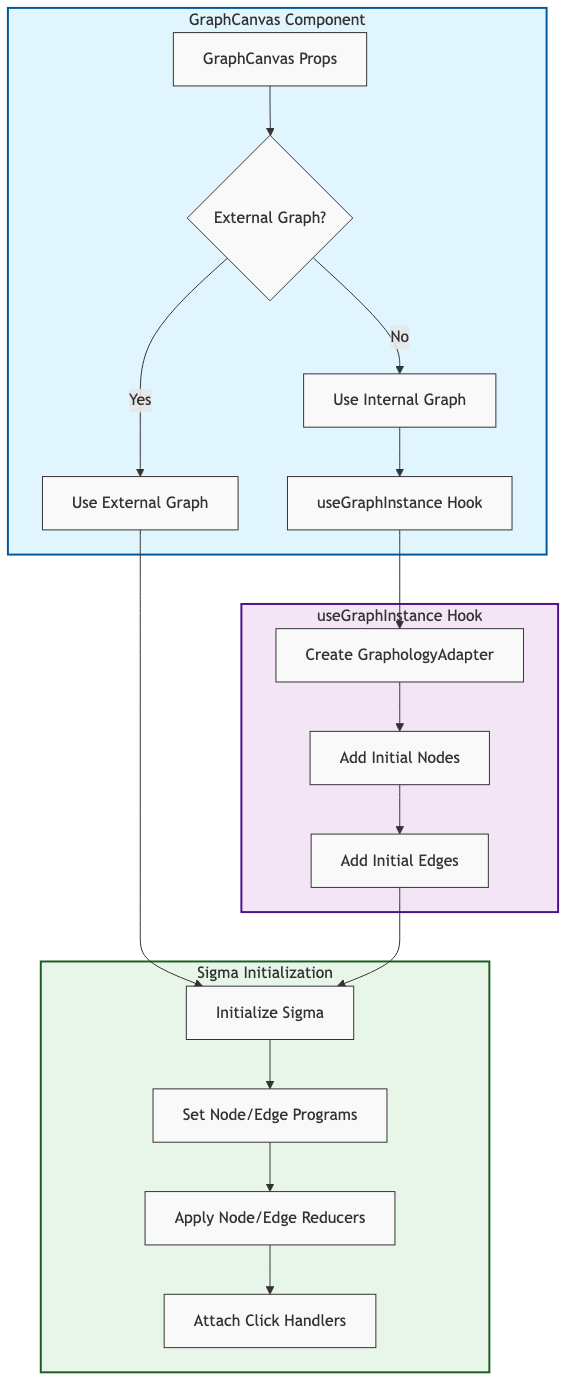 GraphCanvas Component
GraphCanvas Props
External Graph?
No
Yes
Use Internal Graph
Use External Graph
useGraphInstance Hook
useGraphInstance Hook
Create GraphologyAdapter
Add Initial Nodes
Add Initial Edges
Sigma Initialization
Initialize Sigma
Set Node/Edge Programs
Apply Node/Edge Reducers
Attach Click Handlers